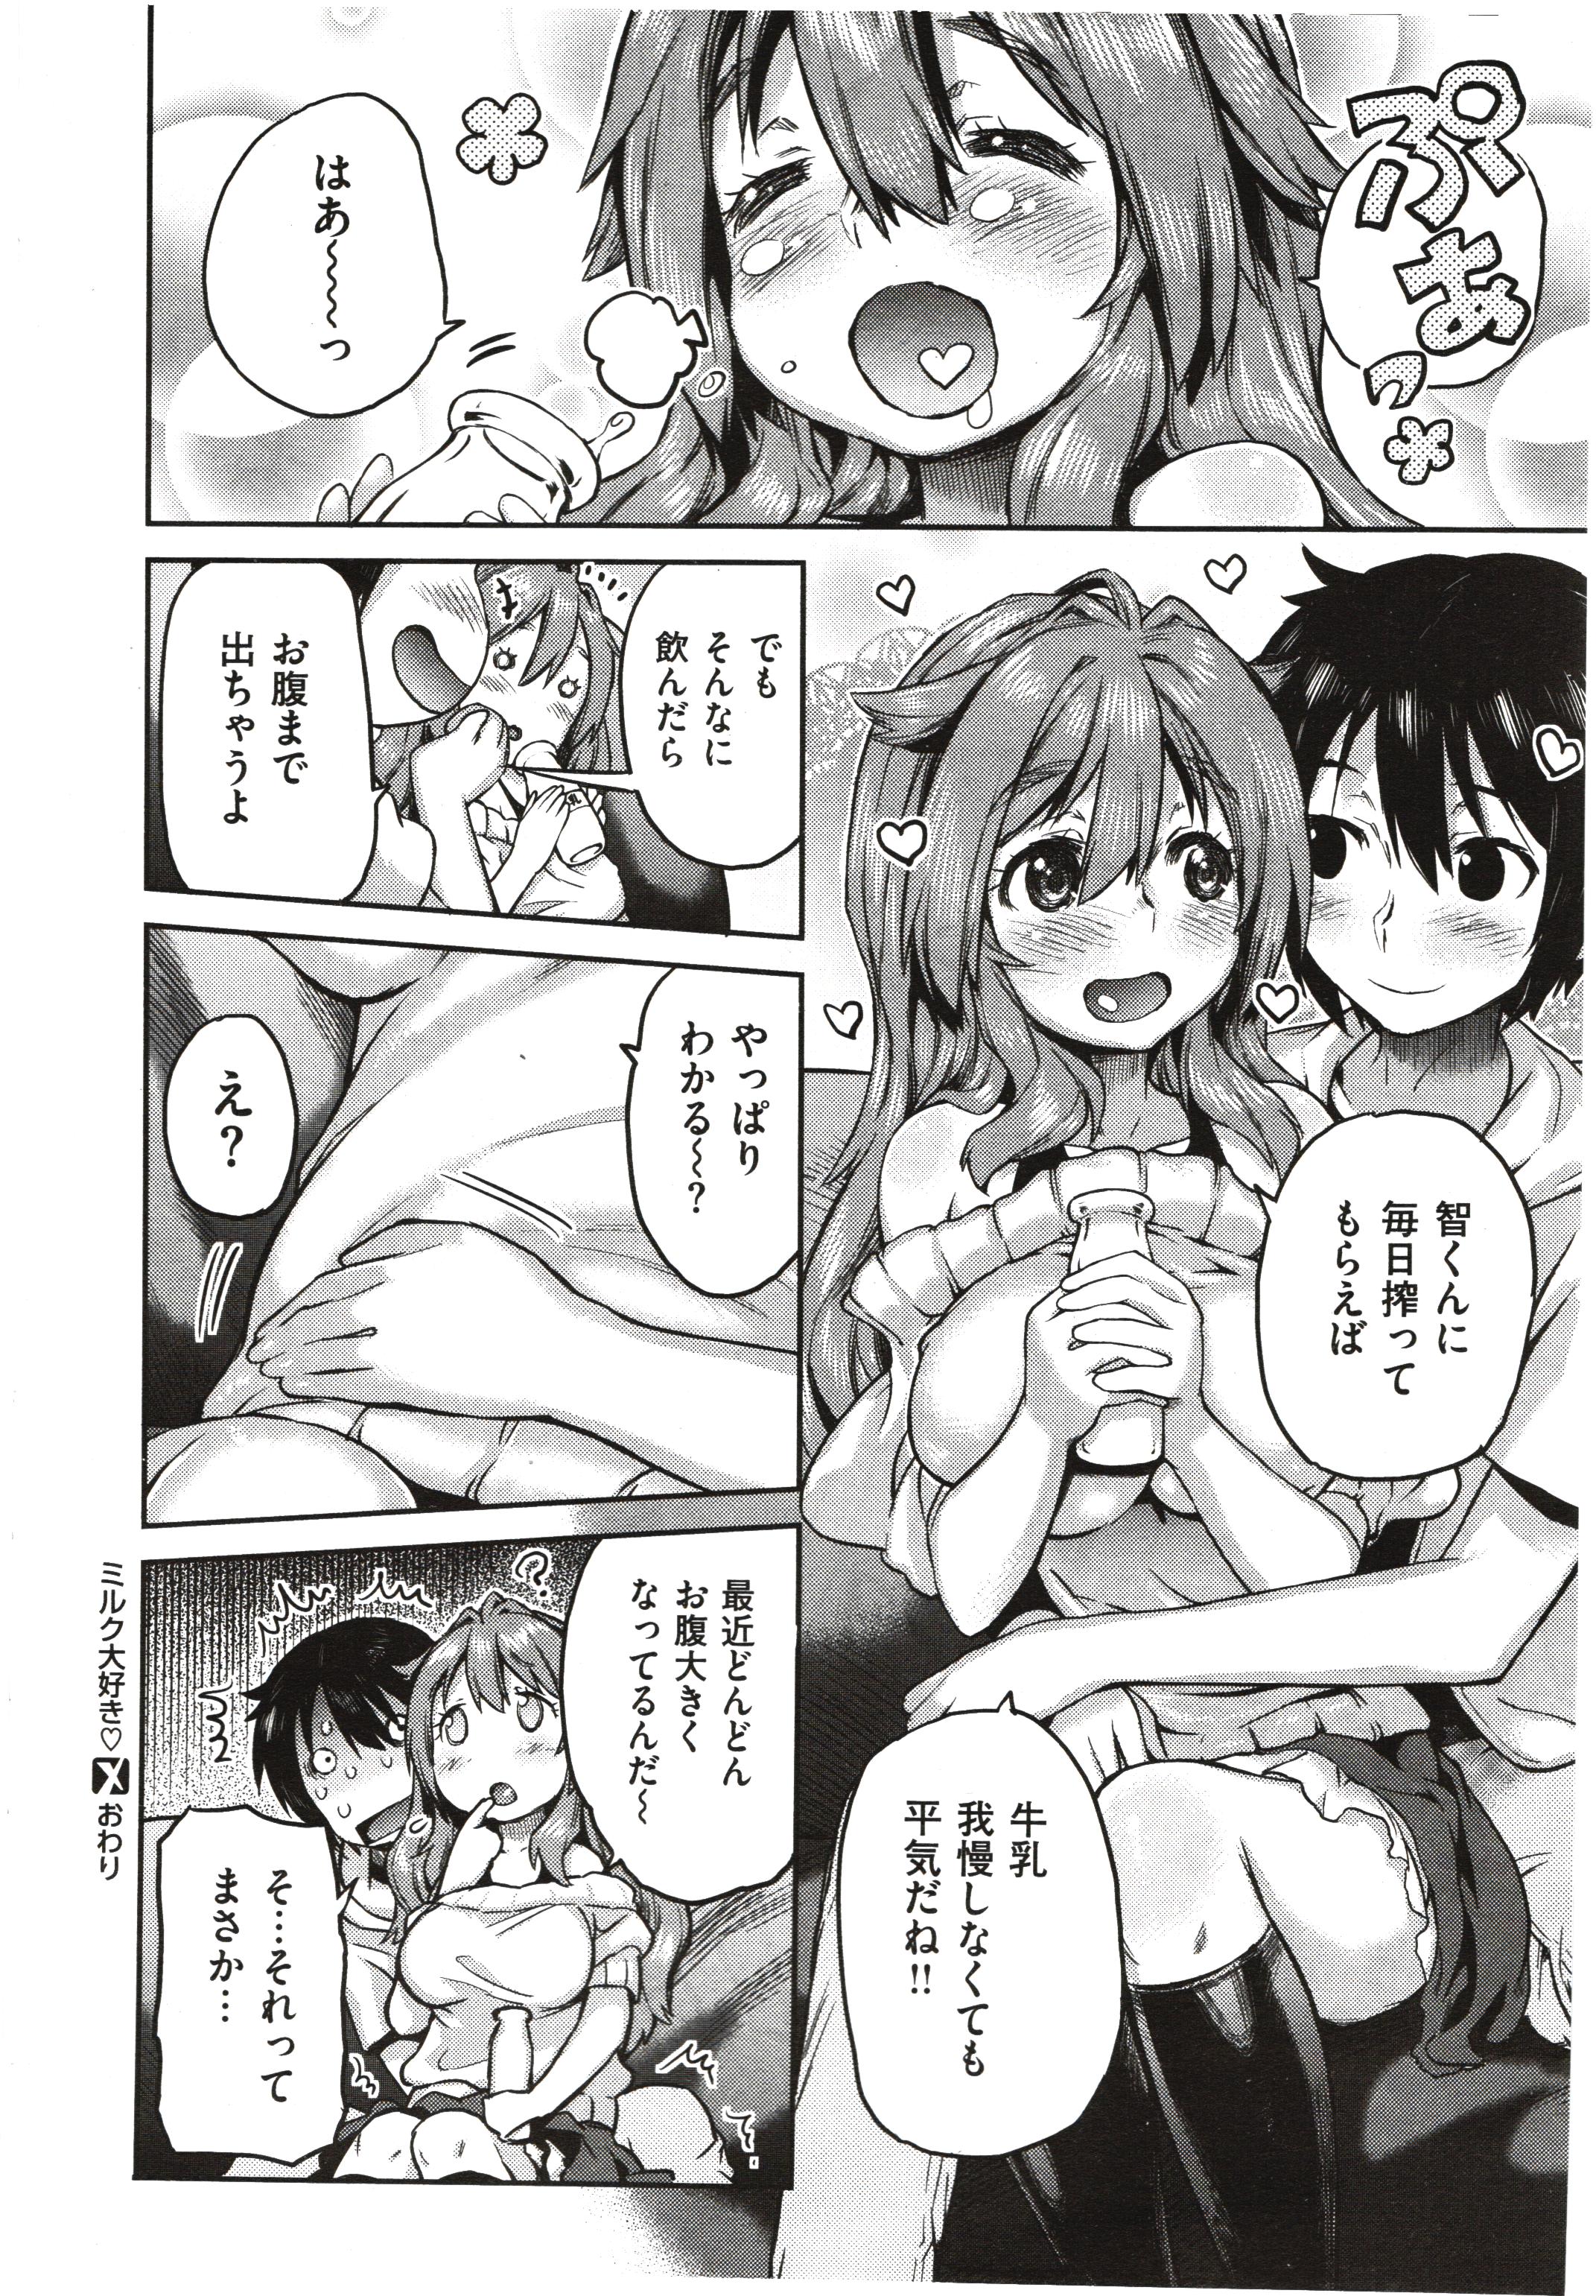 ぷあっ
はあ～～～っ
智くんに
毎日搾って
もらえば
牛乳
我慢しなくても
平気だね!!
でも
そんなに
飲んだら
お腹まで
出ちゃうよ
やっぱり
わかる～?
え?
最近どんどん
お腹大きく
なってるんだ～
そ…それって
まさか…
ミルク大好き♡ X おわり